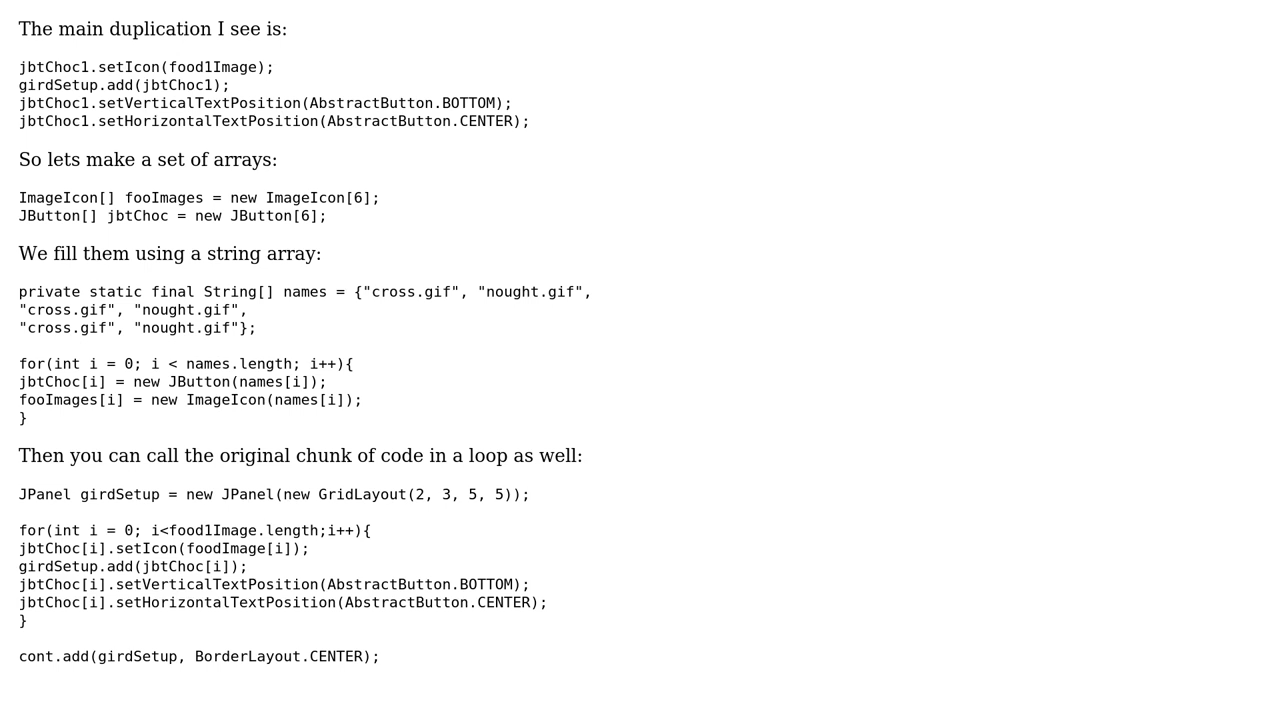 The main duplication I see is:
jbtChoc1.setIcon(food1Image);
girdSetup.add(jbtChoc1);
jbtChoc1.setVerticalTextPosition(AbstractButton.BOTTOM);
jbtChoc1.setHorizontalTextPosition(AbstractButton.CENTER);
So lets make a set of arrays:
ImageIcon[] fooImages = new ImageIcon[6];
JButton[] jbtChoc = new JButton[6];
We fill them using a string array:
private static final String[] names = {"cross.gif", "nought.gif",
"cross.gif", "nought.gif",
"cross.gif", "nought.gif"};
for(int i = 0; i < names.length; i++){
jbtChoc[i] = new JButton(names[i]);
fooImages[i] = new ImageIcon(names[i]);
}
Then you can call the original chunk of code in a loop as well:
JPanel girdSetup = new JPanel(new GridLayout(2, 3, 5, 5));
for(int i = 0; i<food1Image.length;i++){
jbtChoc[i].setIcon(foodImage[i]);
girdSetup.add(jbtChoc[i]);
jbtChoc[i].setVerticalTextPosition(AbstractButton.BOTTOM);
jbtChoc[i].setHorizontalTextPosition(AbstractButton.CENTER);
}
cont.add(girdSetup, BorderLayout.CENTER);